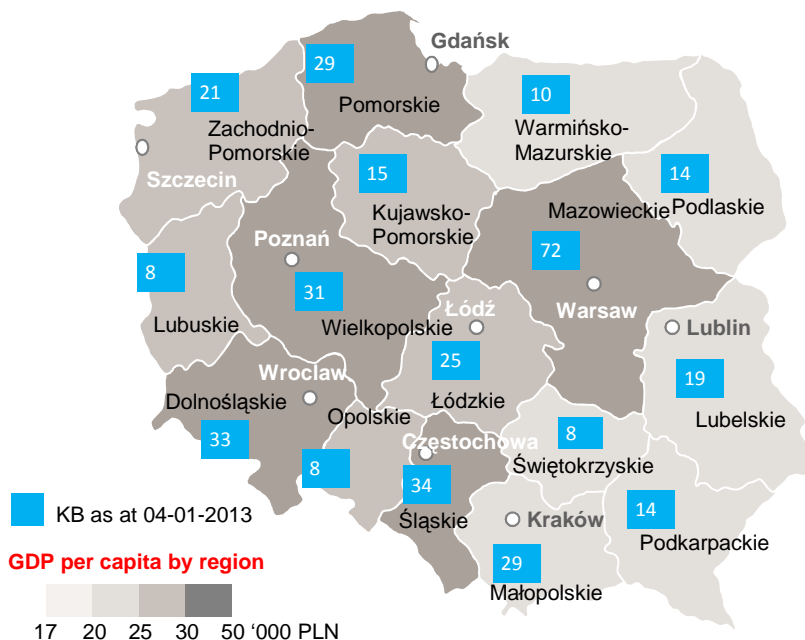 Gdańsk
29
Pomorskie
21
Zachodnio-
Pomorskie
10
Warmińsko-
Mazurskie
Szczecin
15
Kujawsko-
Pomorskie
14
Podlaskie
Mazowieckie
72
Warsaw
Poznań
31
Wielkopolskie
8
Lubuskie
Łódź
25
Łódzkie
Lublin
19
Lubelskie
Wroclaw
Dolnośląskie
33
Opolskie
8
Częstochowa
34
Śląskie
8
Świętokrzyskie
Kraków
29
Małopolskie
14
Podkarpackie
KB as at 04-01-2013
GDP per capita by region
17 20 25 30 50 ‘000 PLN